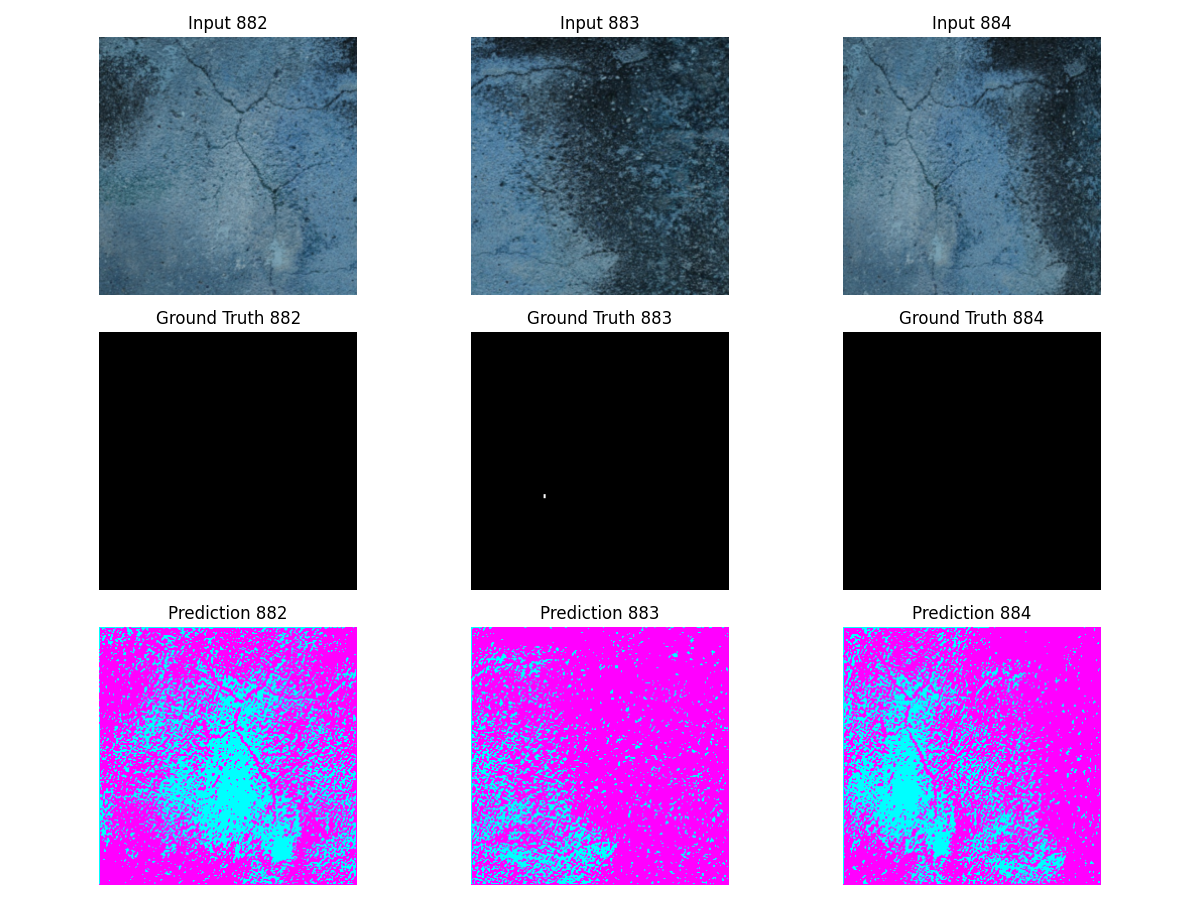 Input 882
Input 883
Input 884
Ground Truth 882
Ground Truth 883
Ground Truth 884
Prediction 882
Prediction 883
Prediction 884